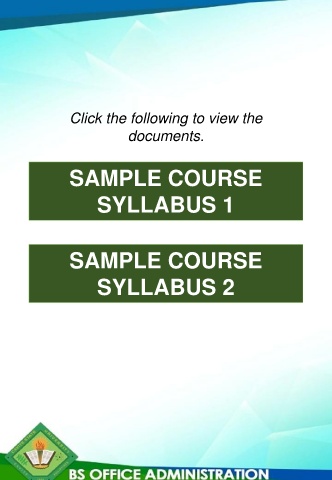 Click the following to view the
documents.
SAMPLE COURSE
SYLLABUS 1
SAMPLE COURSE
SYLLABUS 2
BS OFFICE ADMINISTRATION